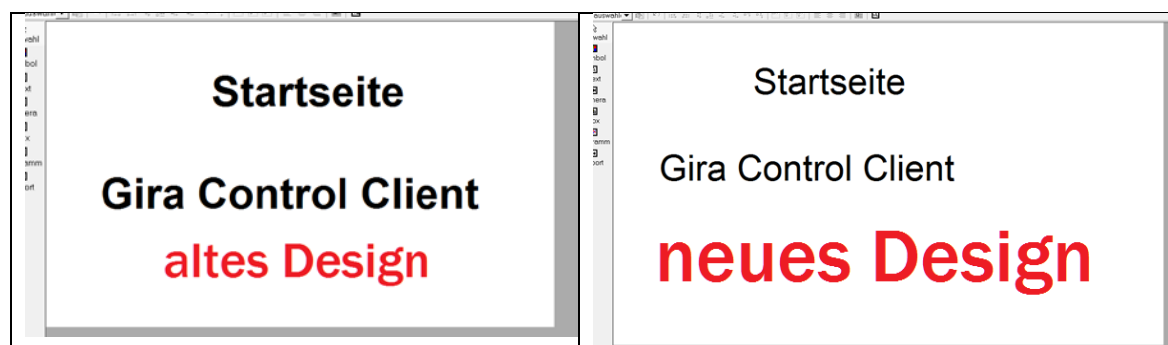 Startseite
Gira Control Client
altes Design
Startseite
Gira Control Client
neues Design